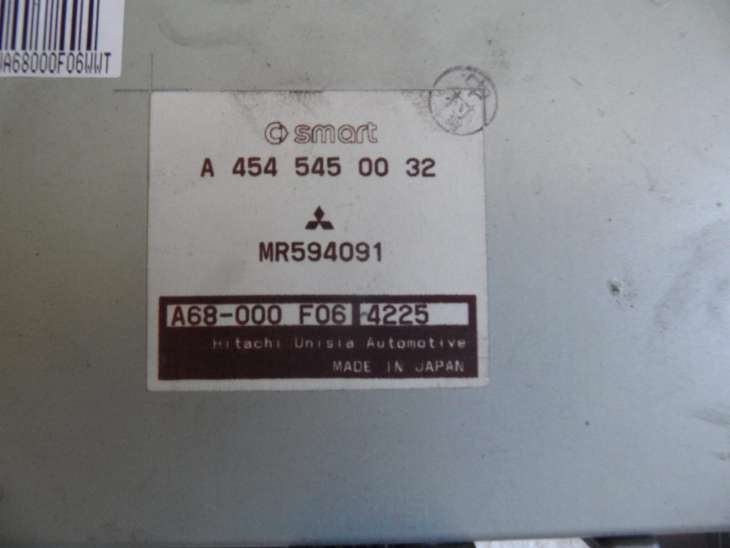 A68000F06WWT
smart
A 454 545 00 32
MR594091
A68-000 F06 4225
Hitachi Unisia Automotive
MADE IN JAPAN